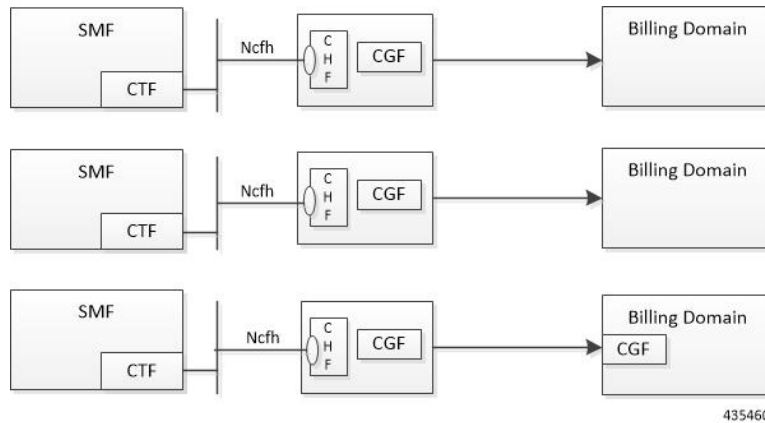 SMF
Billing Domain
Ncfh
C
H
F
CGF
CTF
SMF
Billing Domain
Ncfh
C
H
F
CGF
CTF
SMF
Billing Domain
Ncfh
C
H
F
CGF
CGF
CTF
435460